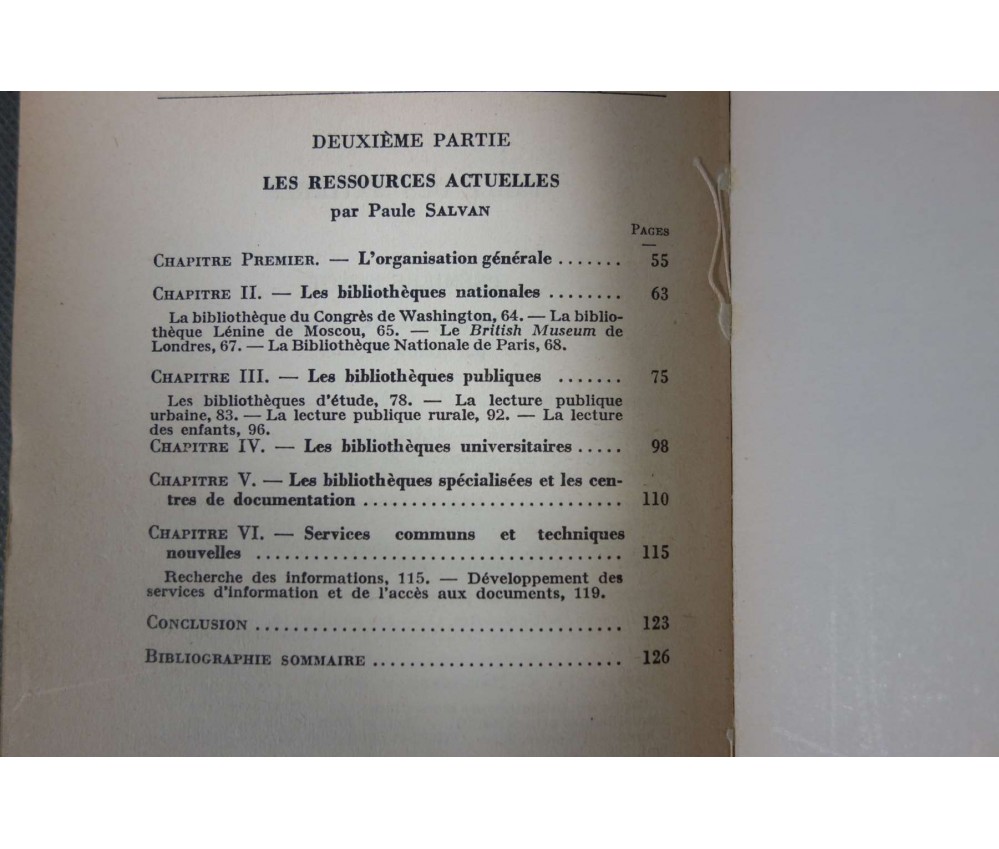 DEUXIÈME PARTIE
LES RESSOURCES ACTUELLES
par Paule SALVAN
PAGES
CHAPITRE PREMIER. — L'organisation générale ....... 55
CHAPITRE II. — Les bibliothèques nationales ........ 63
La bibliothèque du Congrès de Washington, 64. — La biblio-
thèque Lénine de Moscou, 65. — Le British Museum de
Londres, 67. — La Bibliothèque Nationale de Paris, 68.
CHAPITRE III. — Les bibliothèques publiques ....... 75
Les bibliothèques d'étude, 78. — La lecture publique
urbaine, 83. — La lecture publique rurale, 92. — La lecture
des enfants, 96.
CHAPITRE IV. — Les bibliothèques universitaires ..... 98
CHAPITRE V. — Les bibliothèques spécialisées et les cen-
tres de documentation ............................ 110
CHAPITRE VI. — Services communs et techniques
nouvelles ........................................ 115
Recherche des informations, 115. — Développement des
services d'information et de l'accès aux documents, 119.
CONCLUSION ........................................ 123
BIBLIOGRAPHIE SOMMAIRE ........................... 126